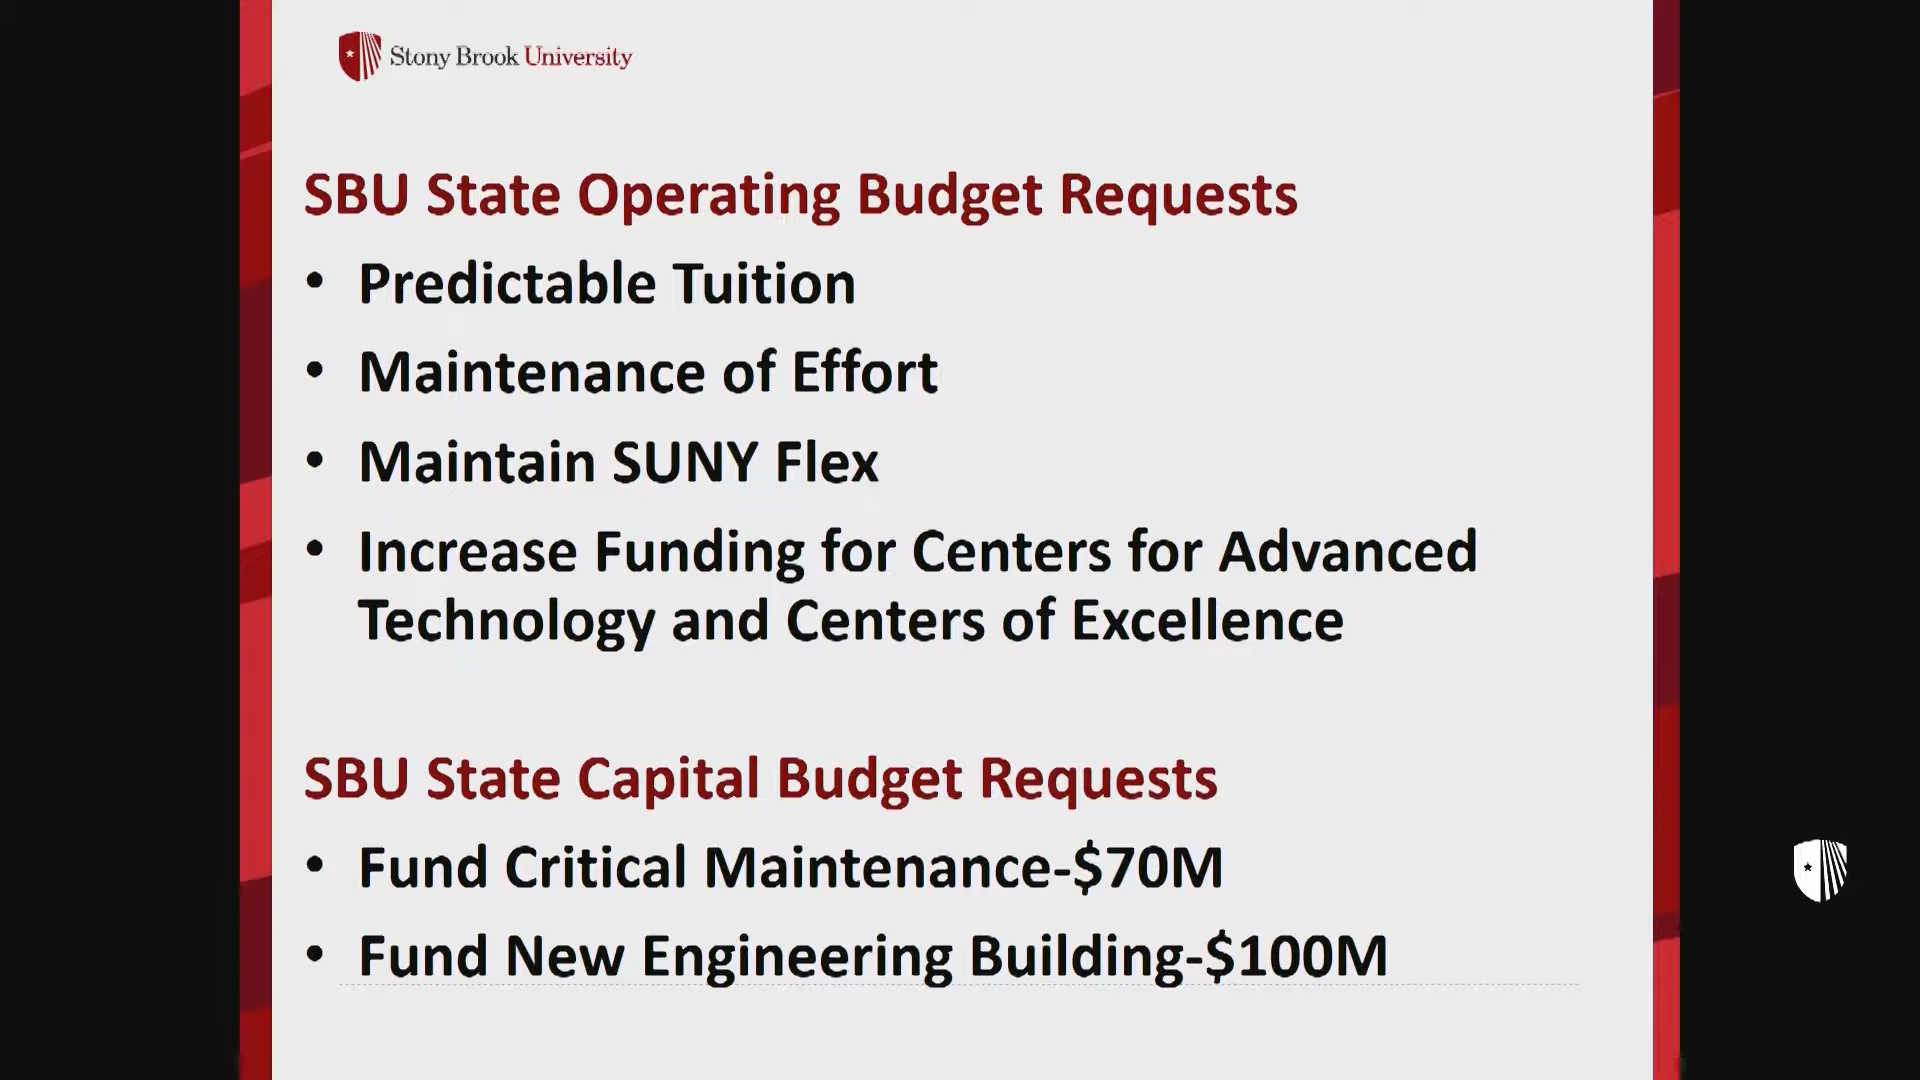 Stony Brook University
SBU State Operating Budget Requests
• Predictable Tuition
• Maintenance of Effort
• Maintain SUNY Flex
• Increase Funding for Centers for Advanced
Technology and Centers of Excellence
SBU State Capital Budget Requests
• Fund Critical Maintenance-$70M
• Fund New Engineering Building-$100M